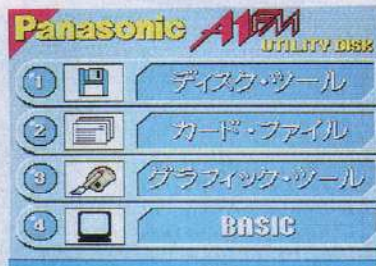 Panasonic A1FM
UTILITY DISK
1 ディスク・ツール
2 カード・ファイル
3 グラフィック・ツール
4 BASIC